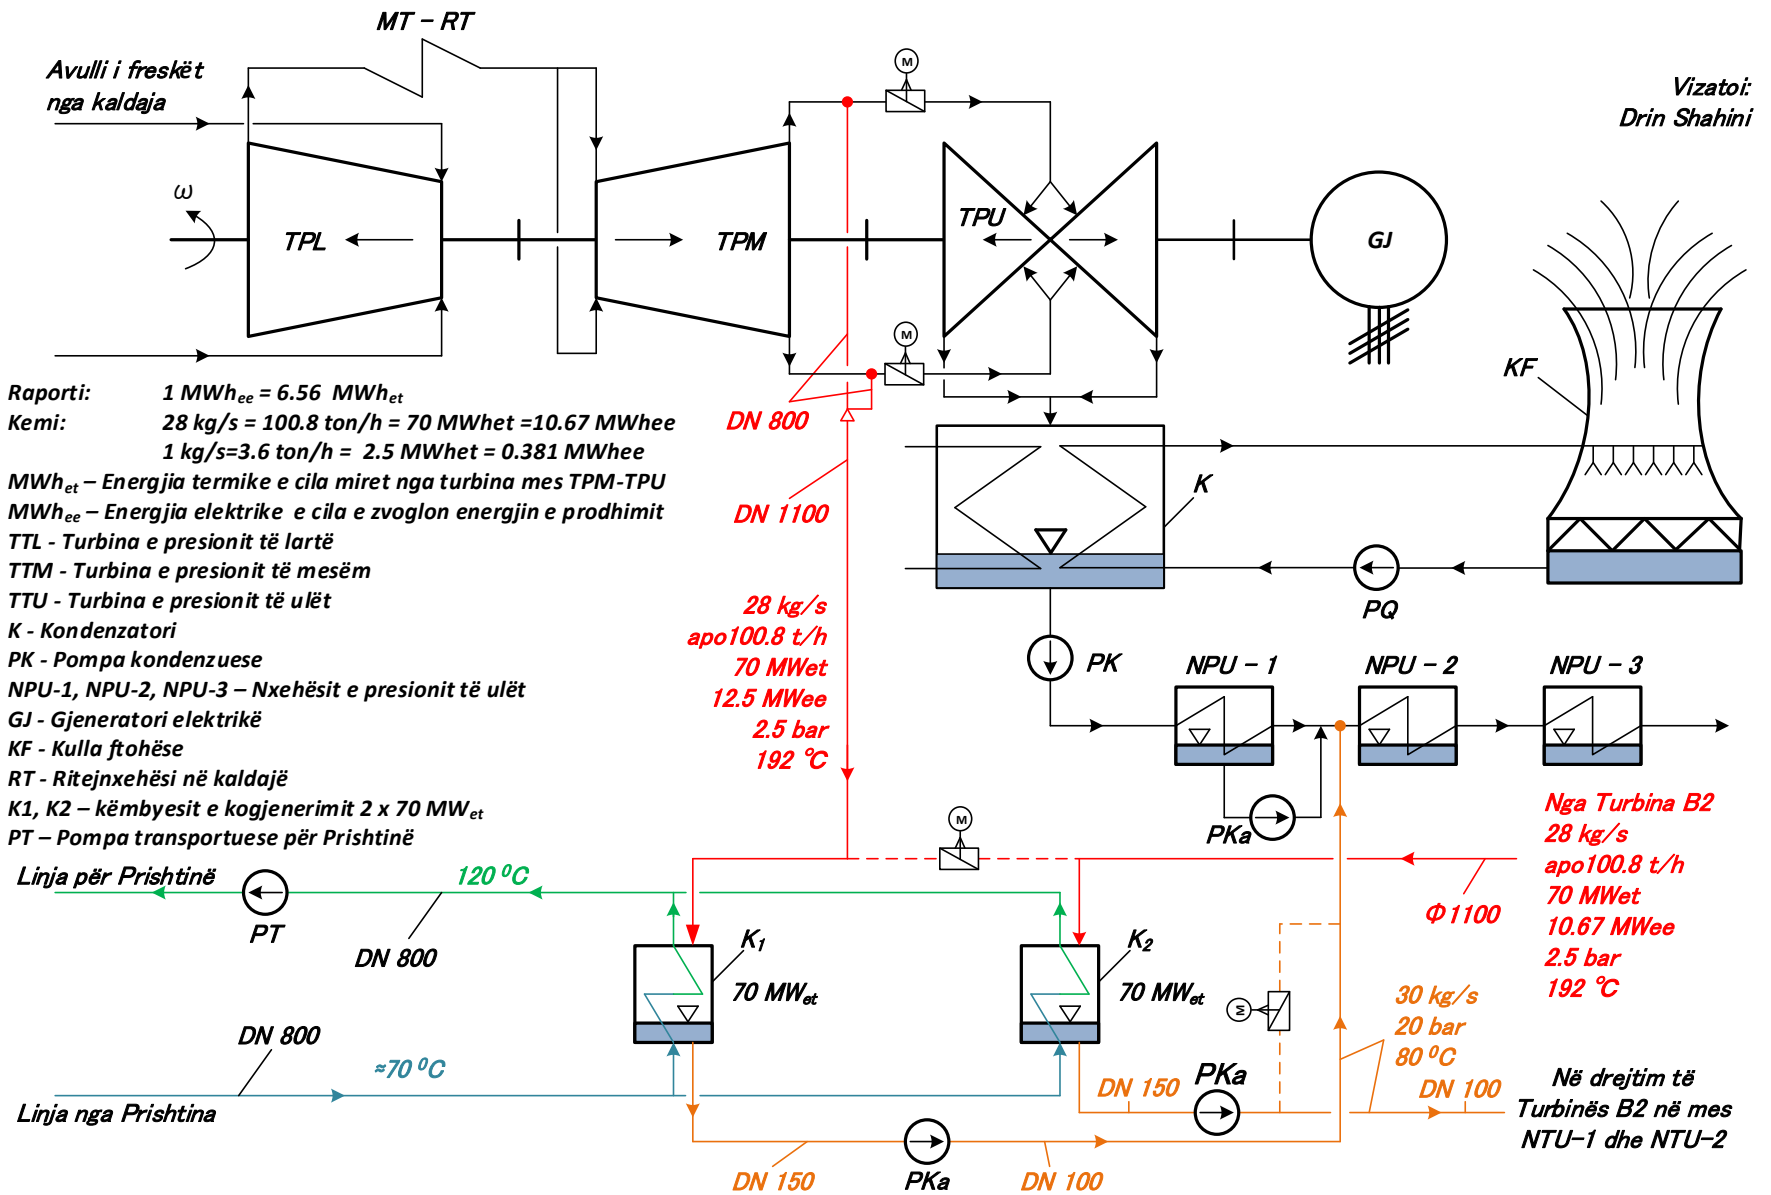 MT – RT
Avulli i freskët
nga kaldaja
Vizatoi:
Drin Shahini
M
ω
TPL
TPM
TPU
GJ
M
KF
Raporti: 1 MWhee = 6.56 MWhet
Kemi: 28 kg/s = 100.8 ton/h = 70 MWhet =10.67 MWhee
1 kg/s=3.6 ton/h = 2.5 MWhet = 0.381 MWhee
MWhet – Energjia termike e cila miret nga turbina mes TPM-TPU
MWhee – Energjia elektrike e cila e zvoglon energjin e prodhimit
TTL - Turbina e presionit të lartë
TTM - Turbina e presionit të mesëm
TTU - Turbina e presionit të ulët
K - Kondenzatori
PK - Pompa kondenzuese
NPU-1, NPU-2, NPU-3 – Nxehësit e presionit të ulët
GJ - Gjeneratori elektrikë
KF - Kulla ftohëse
RT - Ritejnxehësi në kaldajë
K1, K2 – këmbyesit e kogjenerimit 2 x 70 MWet
PT – Pompa transportuese për Prishtinë
DN 800
DN 1100
K
PQ
28 kg/s
apo100.8 t/h
70 MWet
12.5 MWee
2.5 bar
192 °C
PK
NPU – 1
NPU – 2
NPU – 3
PKa
Nga Turbina B2
28 kg/s
apo100.8 t/h
70 MWet
10.67 MWee
2.5 bar
192 °C
M
Φ1100
Linja për Prishtinë
120 ⁰C
PT
DN 800
K1
70 MWet
K2
70 MWet
M
30 kg/s
20 bar
80 ⁰C
DN 800
≈70 ⁰C
Linja nga Prishtina
DN 150
PKa
DN 100
Në drejtim të
Turbinës B2 në mes
NTU–1 dhe NTU–2
DN 150
PKa
DN 100